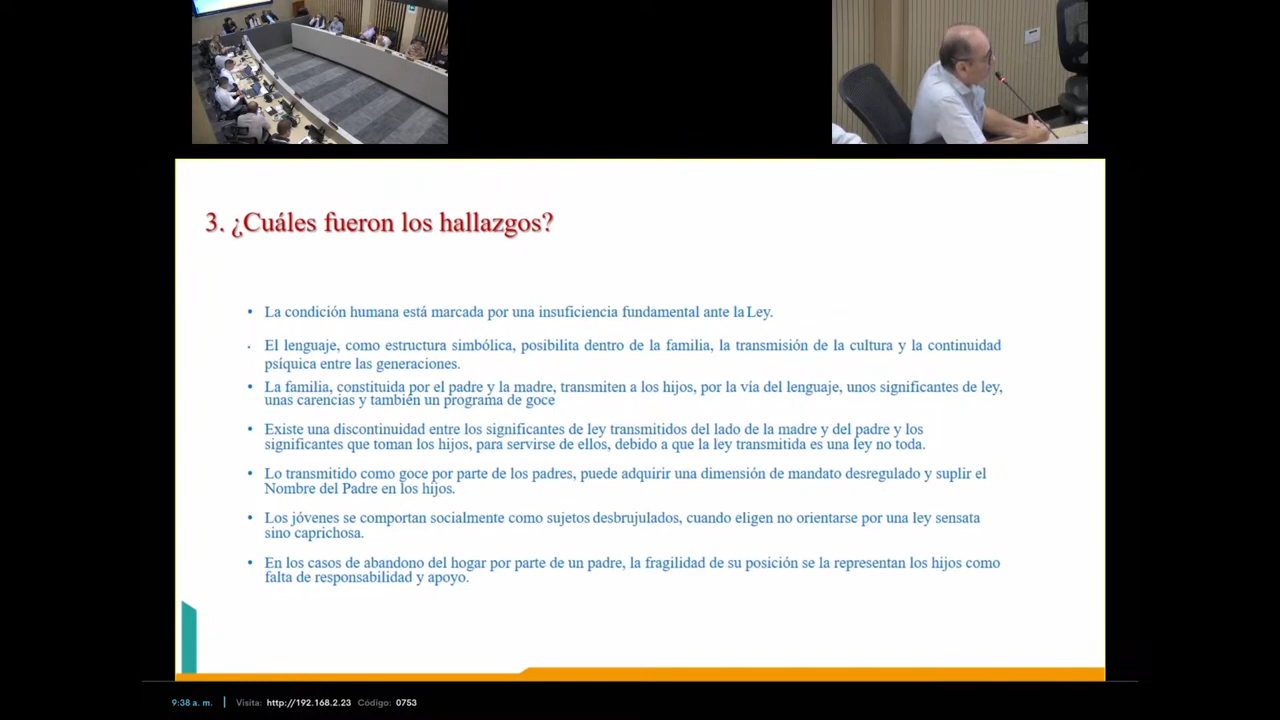 3. ¿Cuáles fueron los hallazgos?
• La condición humana está marcada por una insuficiencia fundamental ante la Ley.
• El lenguaje, como estructura simbólica, posibilita dentro de la familia, la transmisión de la cultura y la continuidad
psíquica entre las generaciones.
• La familia, constituida por el padre y la madre, transmiten a los hijos, por la vía del lenguaje, unos significantes de ley,
unas carencias y también un programa de goce
• Existe una discontinuidad entre los significantes de ley transmitidos del lado de la madre y del padre y los
significantes que toman los hijos, para servirse de ellos, debido a que la ley transmitida es una ley no toda.
• Lo transmitido como goce por parte de los padres, puede adquirir una dimensión de mandato desregulado y suplir el
Nombre del Padre en los hijos.
• Los jóvenes se comportan socialmente como sujetos desbrujulados, cuando eligen no orientarse por una ley sensata
sino caprichosa.
• En los casos de abandono del hogar por parte de un padre, la fragilidad de su posición se la representan los hijos como
falta de responsabilidad y apoyo.
9:38 a. m. | Visita: http://192.168.2.23 Código: 0753